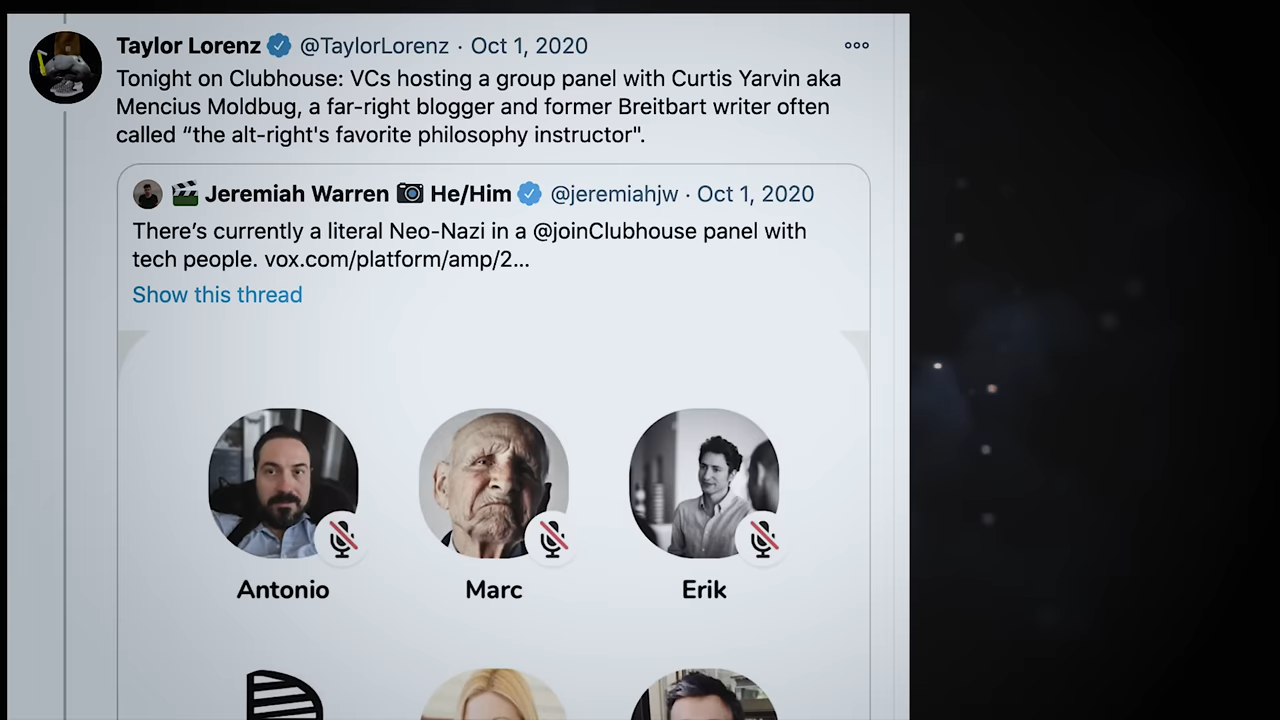 Taylor Lorenz @TaylorLorenz · Oct 1, 2020
Tonight on Clubhouse: VCs hosting a group panel with Curtis Yarvin aka
Mencius Moldbug, a far-right blogger and former Breitbart writer often
called “the alt-right's favorite philosophy instructor".
Jeremiah Warren He/Him @jeremiahjw · Oct 1, 2020
There’s currently a literal Neo-Nazi in a @joinClubhouse panel with
tech people. vox.com/platform/amp/2...
Show this thread
Antonio Marc Erik